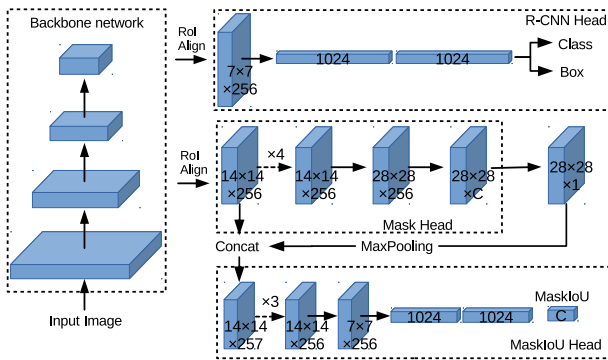 Backbone network
Input Image
RoI
Align
R-CNN Head
7×7
×256
1024
1024
Class
Box
RoI
Align
14×14
×256
×4
14×14
×256
28×28
×256
28×28
×C
28×28
×1
Mask Head
Concat
MaxPooling
14×14
×257
×3
14×14
×256
7×7
×256
1024
1024
MaskIoU
C
MaskIoU Head